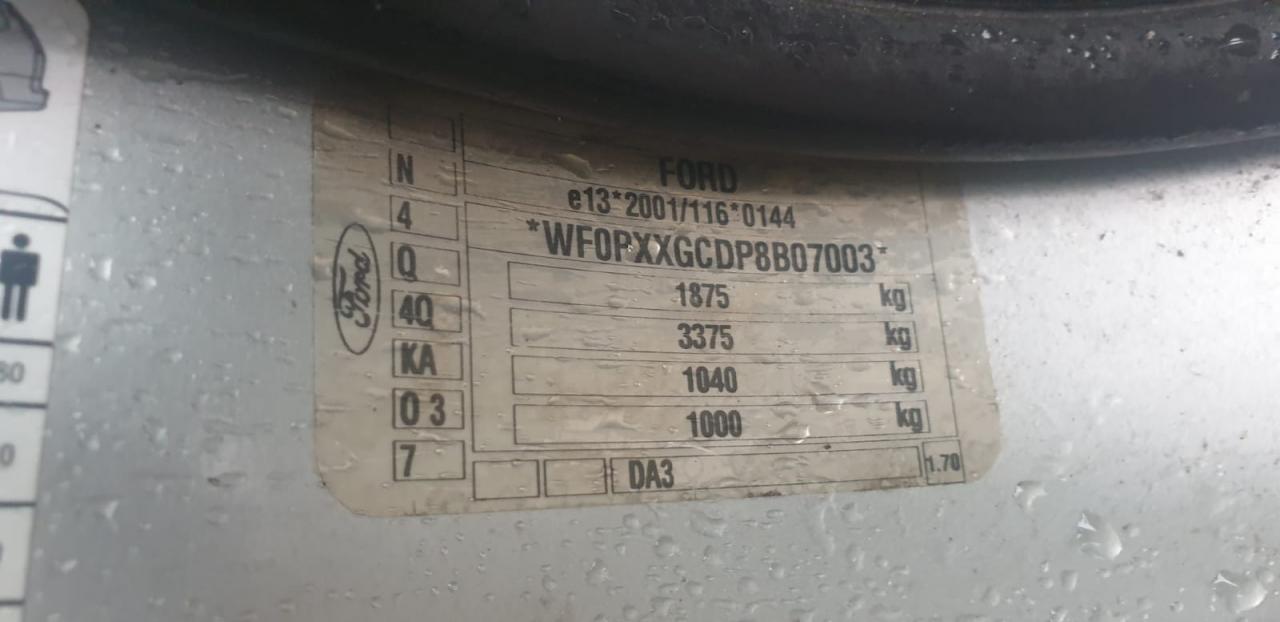 FORD
e13*2001/116*0144
*WF0PXXGCDP8B07003*
N
4
Q
4Q
KA
0 3
7
Ford
1875 kg
3375 kg
1040 kg
1000 kg
DA3
1.70